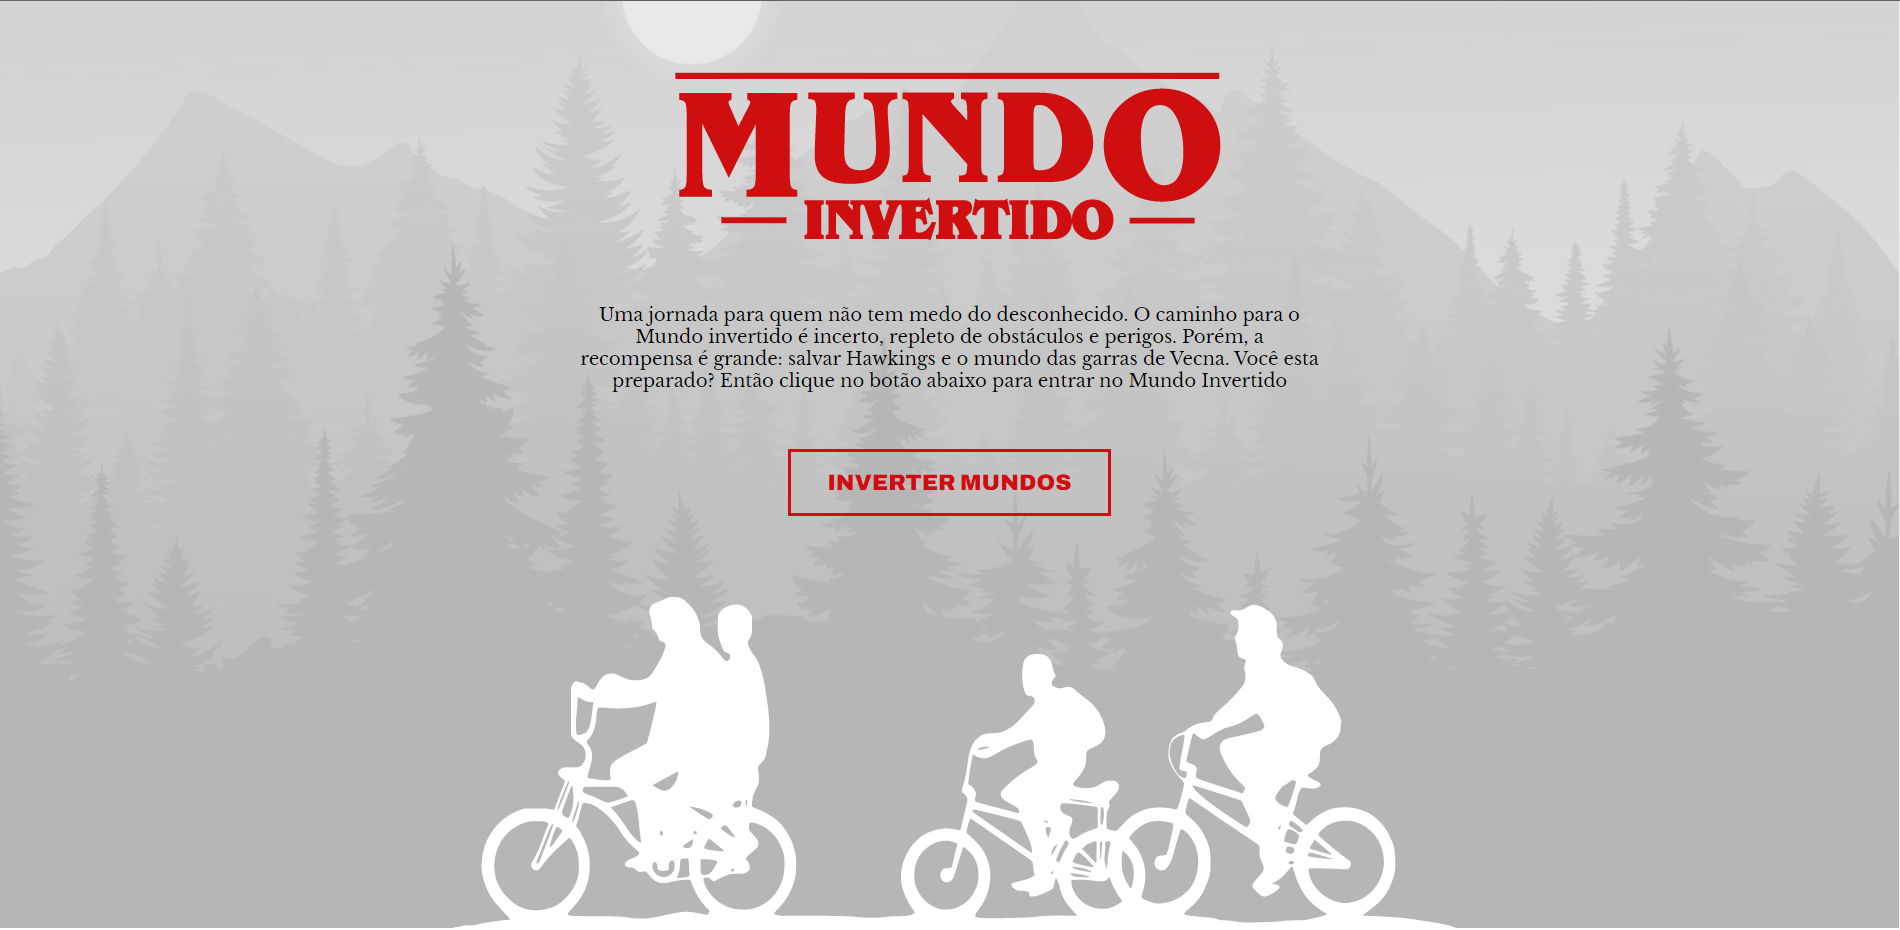 MUNDO
INVERTIDO
Uma jornada para quem não tem medo do desconhecido. O caminho para o
Mundo invertido é incerto, repleto de obstáculos e perigos. Porém, a
recompensa é grande: salvar Hawkings e o mundo das garras de Vecna. Você esta
preparado? Então clique no botão abaixo para entrar no Mundo Invertido
INVERTER MUNDOS